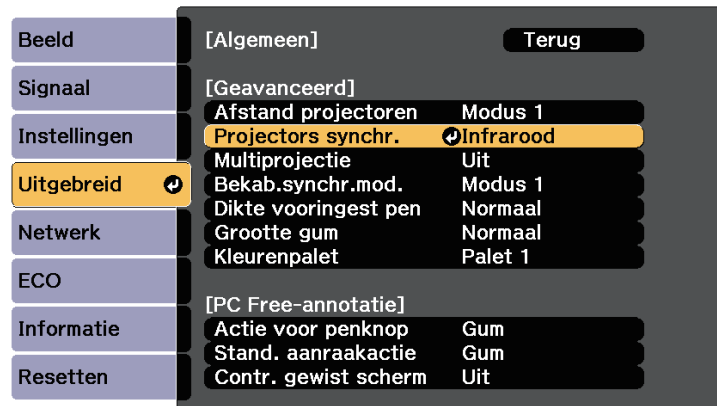 Beeld
Signaal
Instellingen
Uitgebreid
Netwerk
ECO
Informatie
Resetten
[Algemeen] Terug
[Geavanceerd]
Afstand projectoren Modus 1
Projectors synchr. Infrarood
Multiprojectie Uit
Bekab.synchr.mod. Modus 1
Dikte vooringest pen Normaal
Grootte gum Normaal
Kleurenpalet Palet 1
[PC Free-annotatie]
Actie voor penknop Gum
Stand. aanraakactie Gum
Contr. gewist scherm Uit